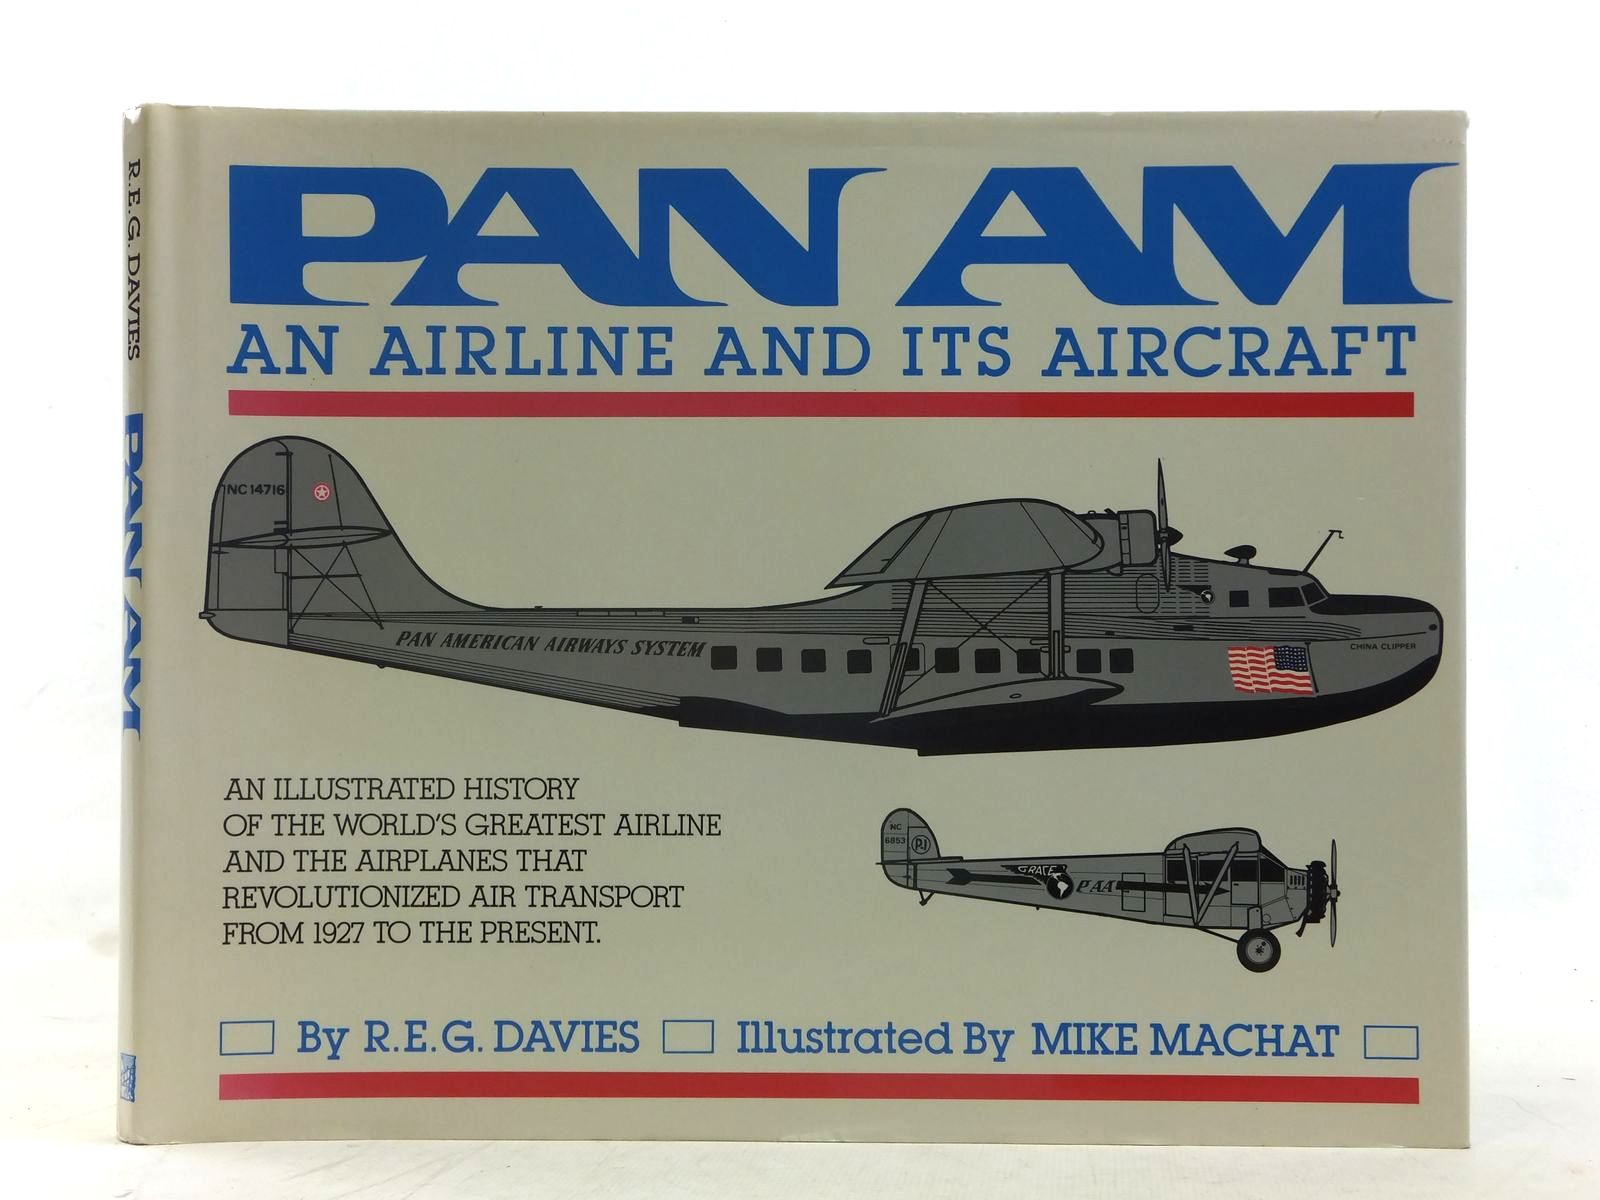 R.E.G. DAVIES
PAN AM
PAN AM
AN AIRLINE AND ITS AIRCRAFT
NC 14716
PAN AMERICAN AIRWAYS SYSTEM
CHINA CLIPPER
AN ILLUSTRATED HISTORY
OF THE WORLD'S GREATEST AIRLINE
AND THE AIRPLANES THAT
REVOLUTIONIZED AIR TRANSPORT
FROM 1927 TO THE PRESENT.
NC
6853
GRACE
PAA
By R.E.G. DAVIES
Illustrated By MIKE MACHAT